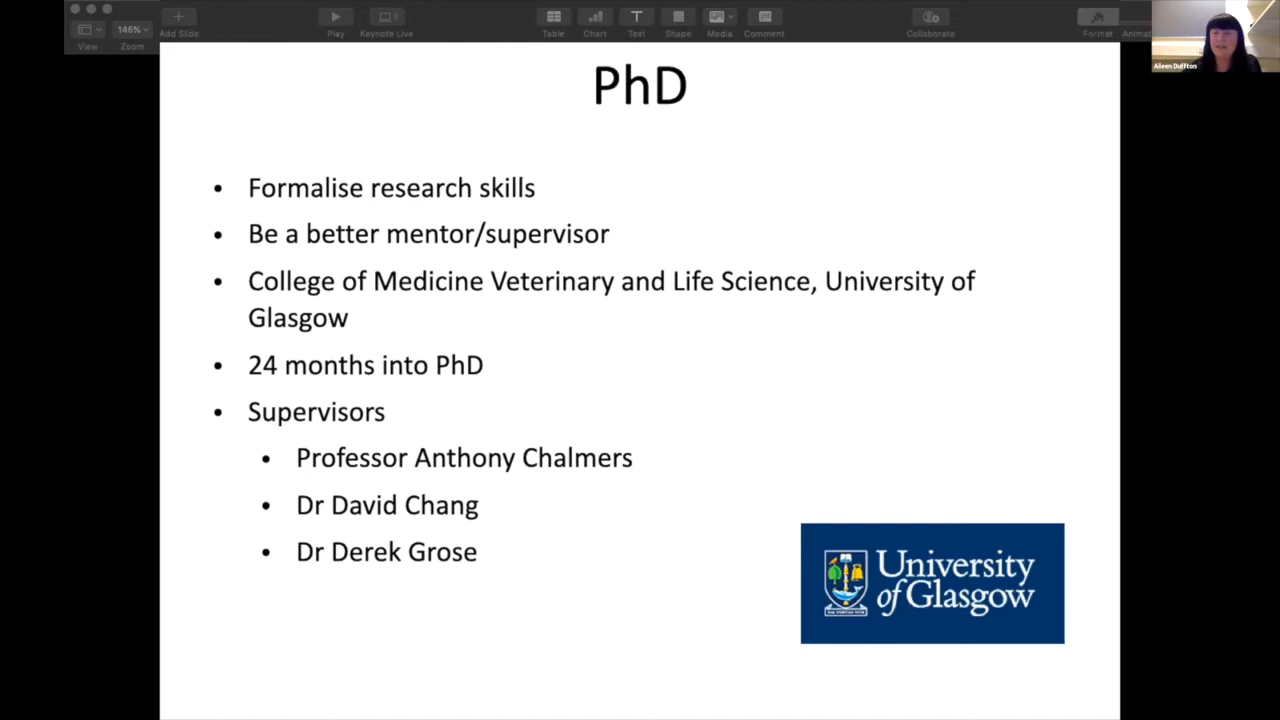 145%
View
Zoom
Add Slide
Play
Keynote Live
Table
Chart
Text
Shape
Media
Comment
Collaborate
Format
Animat
Aileen Duffton
PhD
• Formalise research skills
• Be a better mentor/supervisor
• College of Medicine Veterinary and Life Science, University of
Glasgow
• 24 months into PhD
• Supervisors
• Professor Anthony Chalmers
• Dr David Chang
• Dr Derek Grose
University
of Glasgow